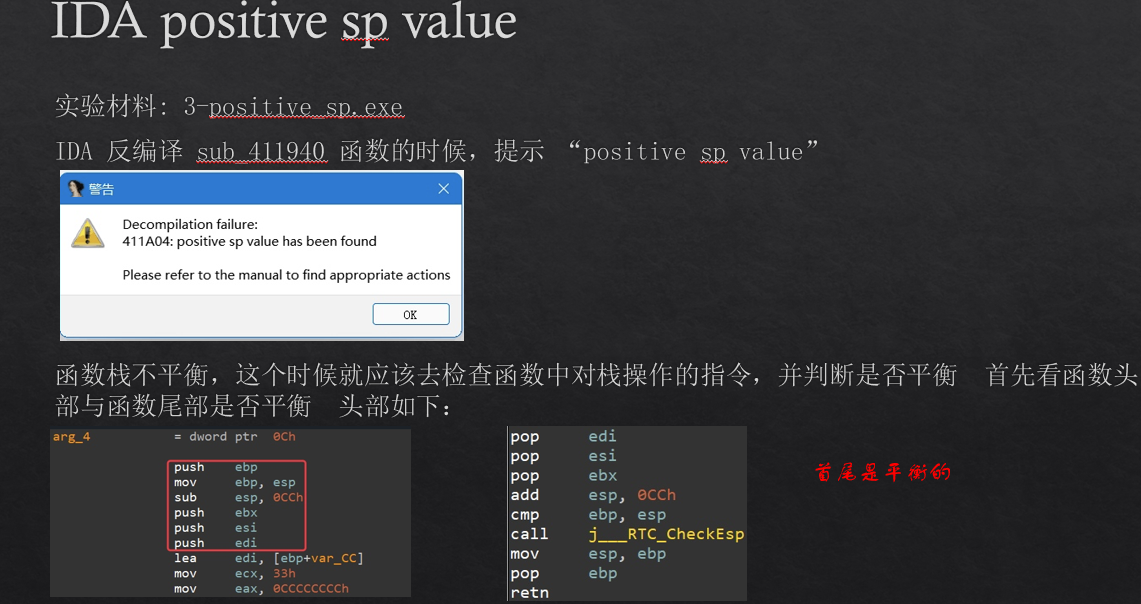 IDA positive sp value
实验材料: 3-positive_sp.exe
IDA 反编译 sub_411940 函数的时候，提示 “positive sp value”
警告
Decompilation failure:
411A04: positive sp value has been found
Please refer to the manual to find appropriate actions
OK
函数栈不平衡，这个时候就应该去检查函数中对栈操作的指令，并判断是否平衡 首先看函数头
部与函数尾部是否平衡 头部如下：
arg_4 = dword ptr 0Ch
push ebp
mov ebp, esp
sub esp, 0CCh
push ebx
push esi
push edi
lea edi, [ebp+var_CC]
mov ecx, 33h
mov eax, 0CCCCCCCCh
pop edi
pop esi
pop ebx
add esp, 0CCh
cmp ebp, esp
call j___RTC_CheckEsp
mov esp, ebp
pop ebp
retn
首尾是平衡的